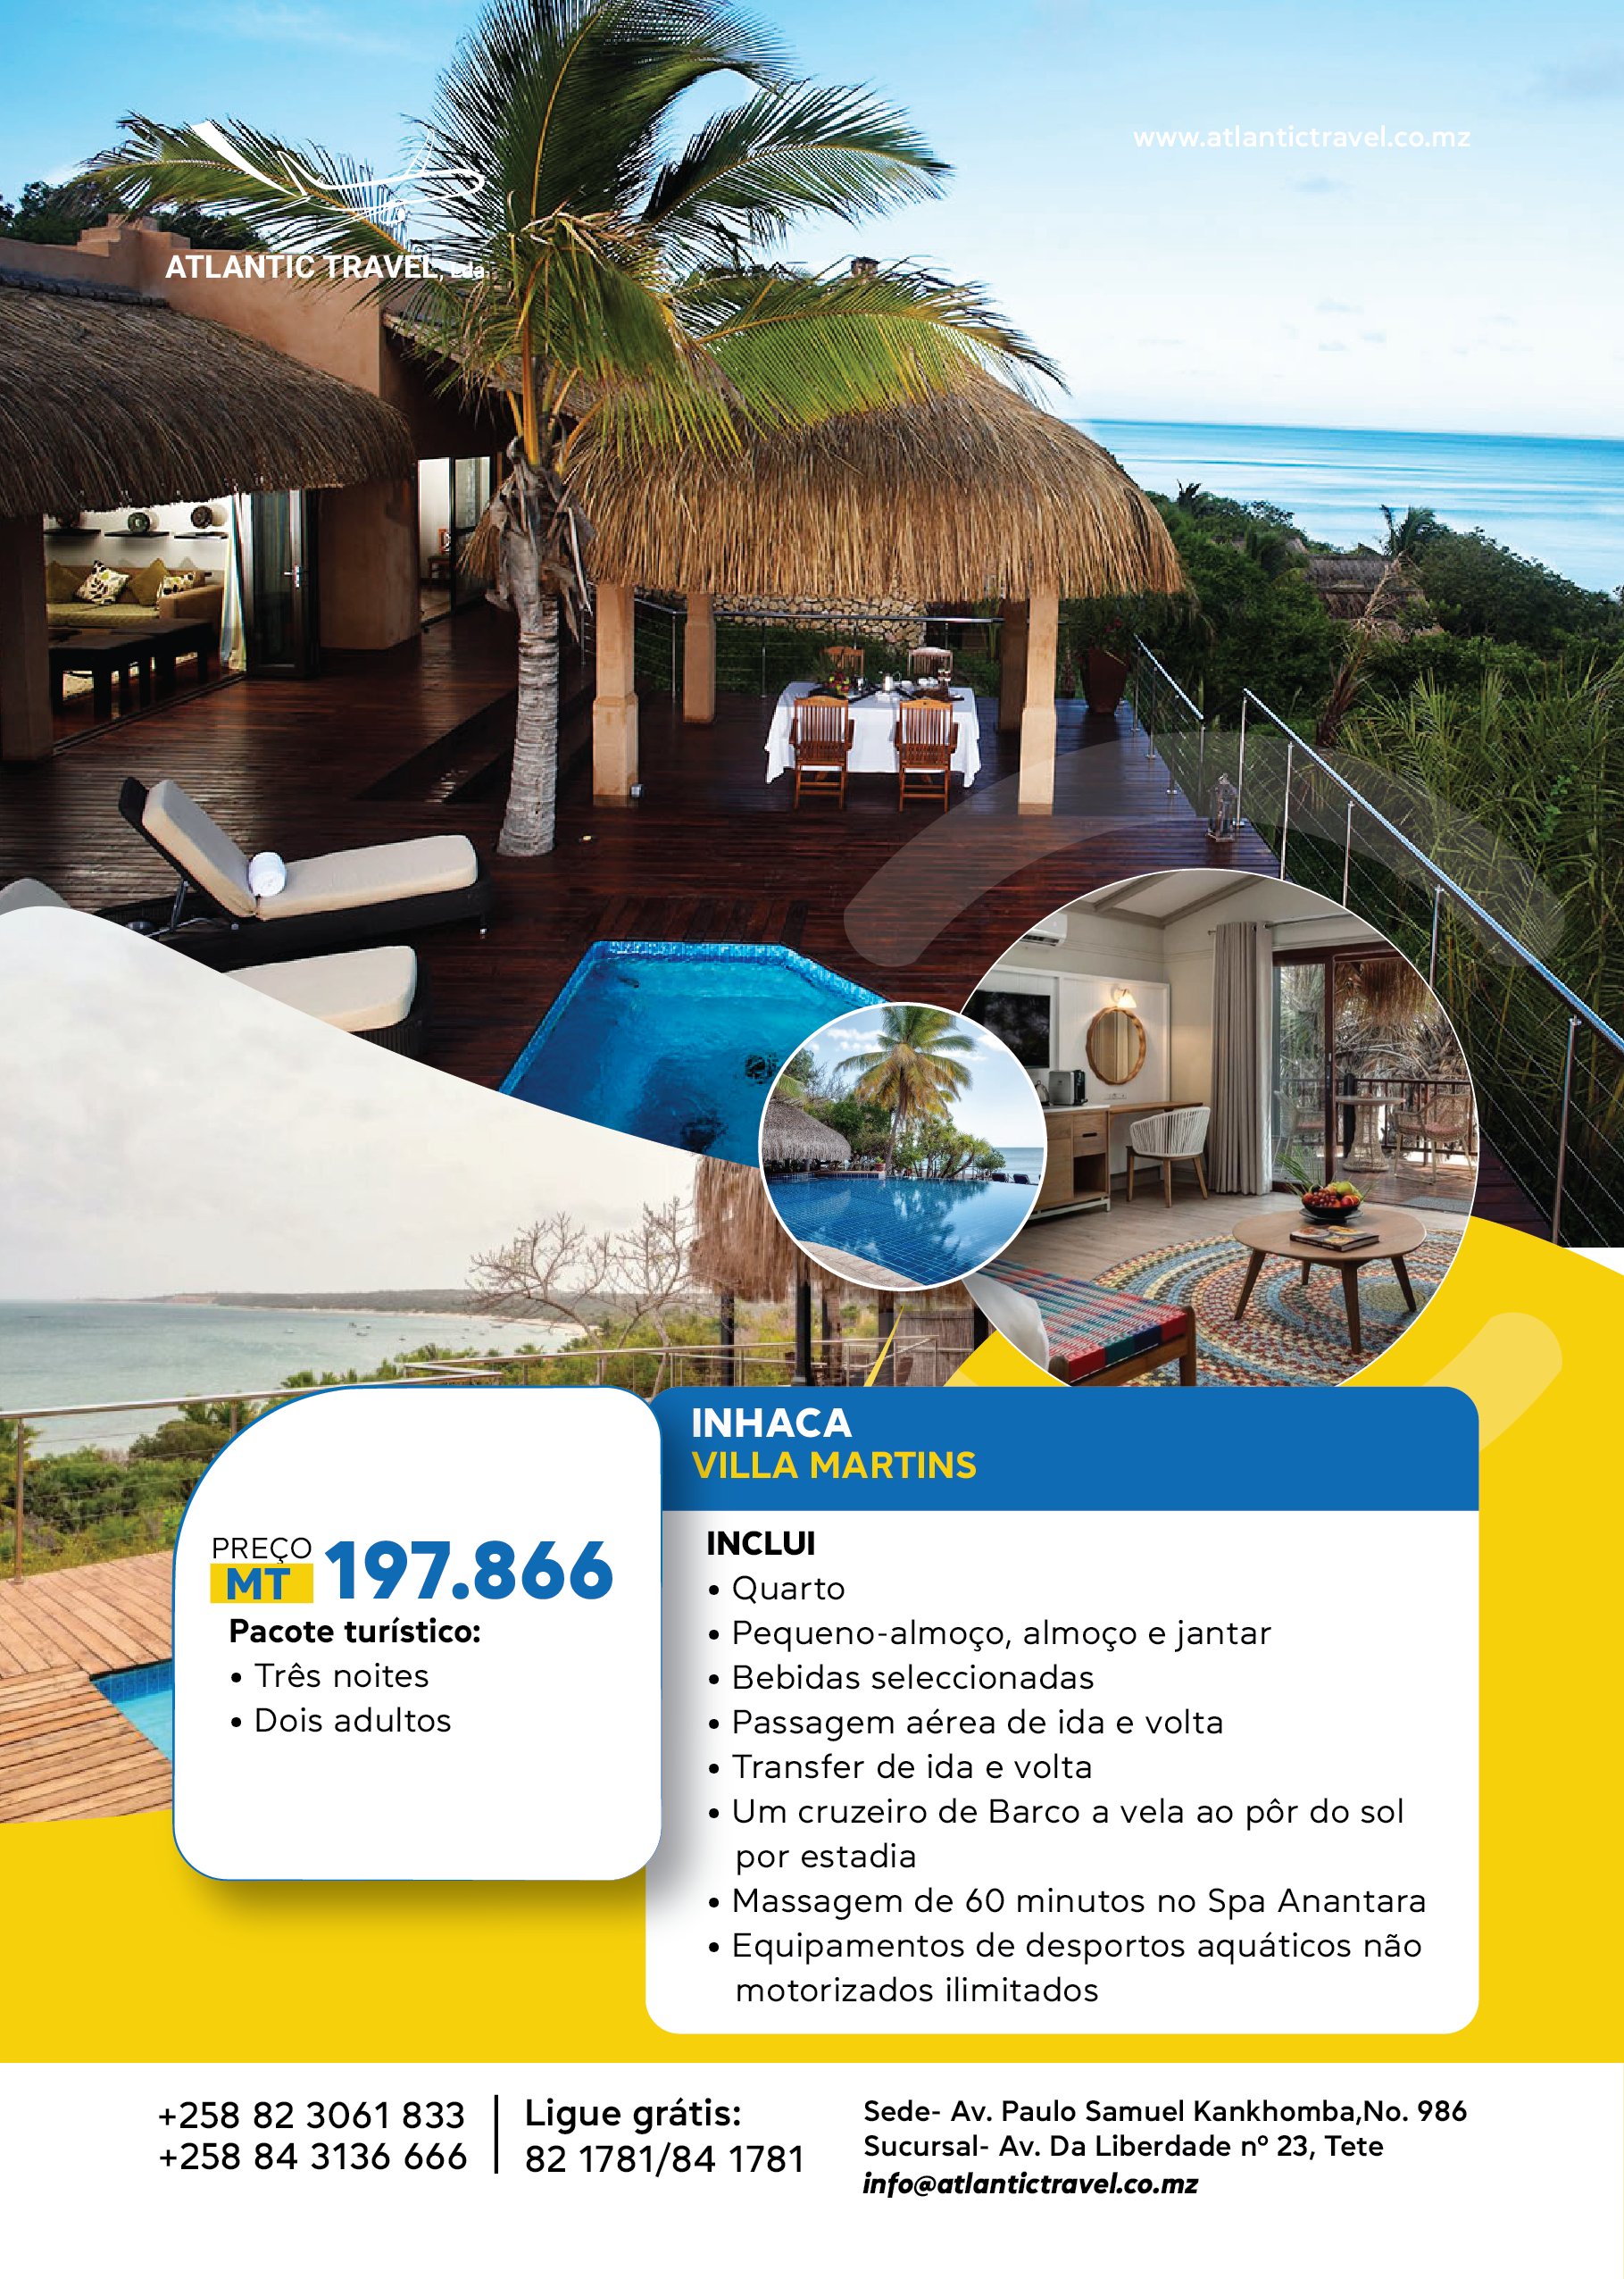 www.atlantictravel.co.mz
ATLANTIC TRAVEL, Lda.
INHACA
VILLA MARTINS
PREÇO
MT 197.866
Pacote turístico:
• Três noites
• Dois adultos
INCLUI
• Quarto
• Pequeno-almoço, almoço e jantar
• Bebidas seleccionadas
• Passagem aérea de ida e volta
• Transfer de ida e volta
• Um cruzeiro de Barco a vela ao pôr do sol
por estadia
• Massagem de 60 minutos no Spa Anantara
• Equipamentos de desportos aquáticos não
motorizados ilimitados
+258 82 3061 833
+258 84 3136 666
Ligue grátis:
82 1781/84 1781
Sede- Av. Paulo Samuel Kankhomba,No. 986
Sucursal- Av. Da Liberdade nº 23, Tete
info@atlantictravel.co.mz